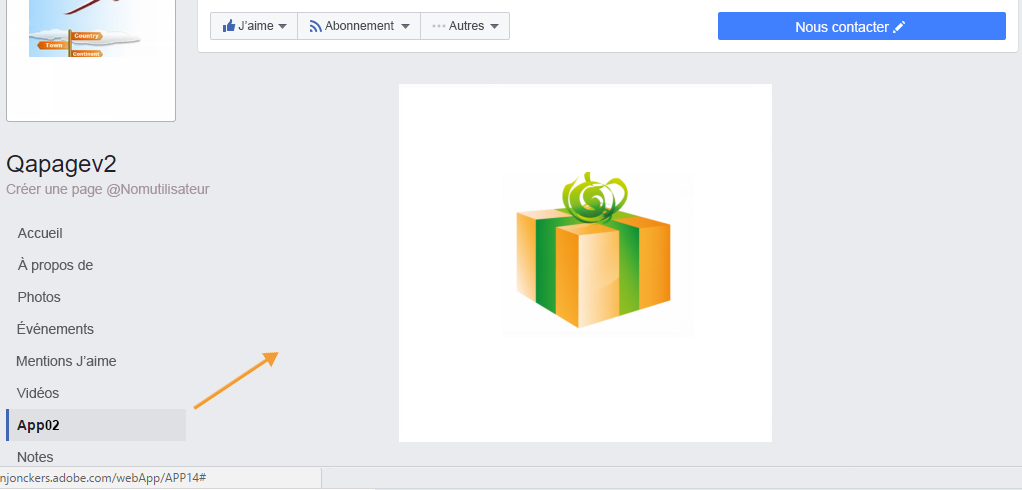 Country
Town
Continent
J'aime
Abonnement
Autres
Nous contacter
Qapagev2
Créer une page @Nomutilisateur
Accueil
À propos de
Photos
Événements
Mentions J'aime
Vidéos
App02
Notes
njonckers.adobe.com/webApp/APP14#